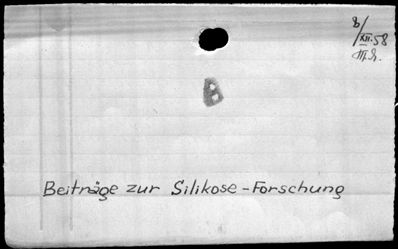 8/XII.58
B
Beiträge zur Silikose-Forschung